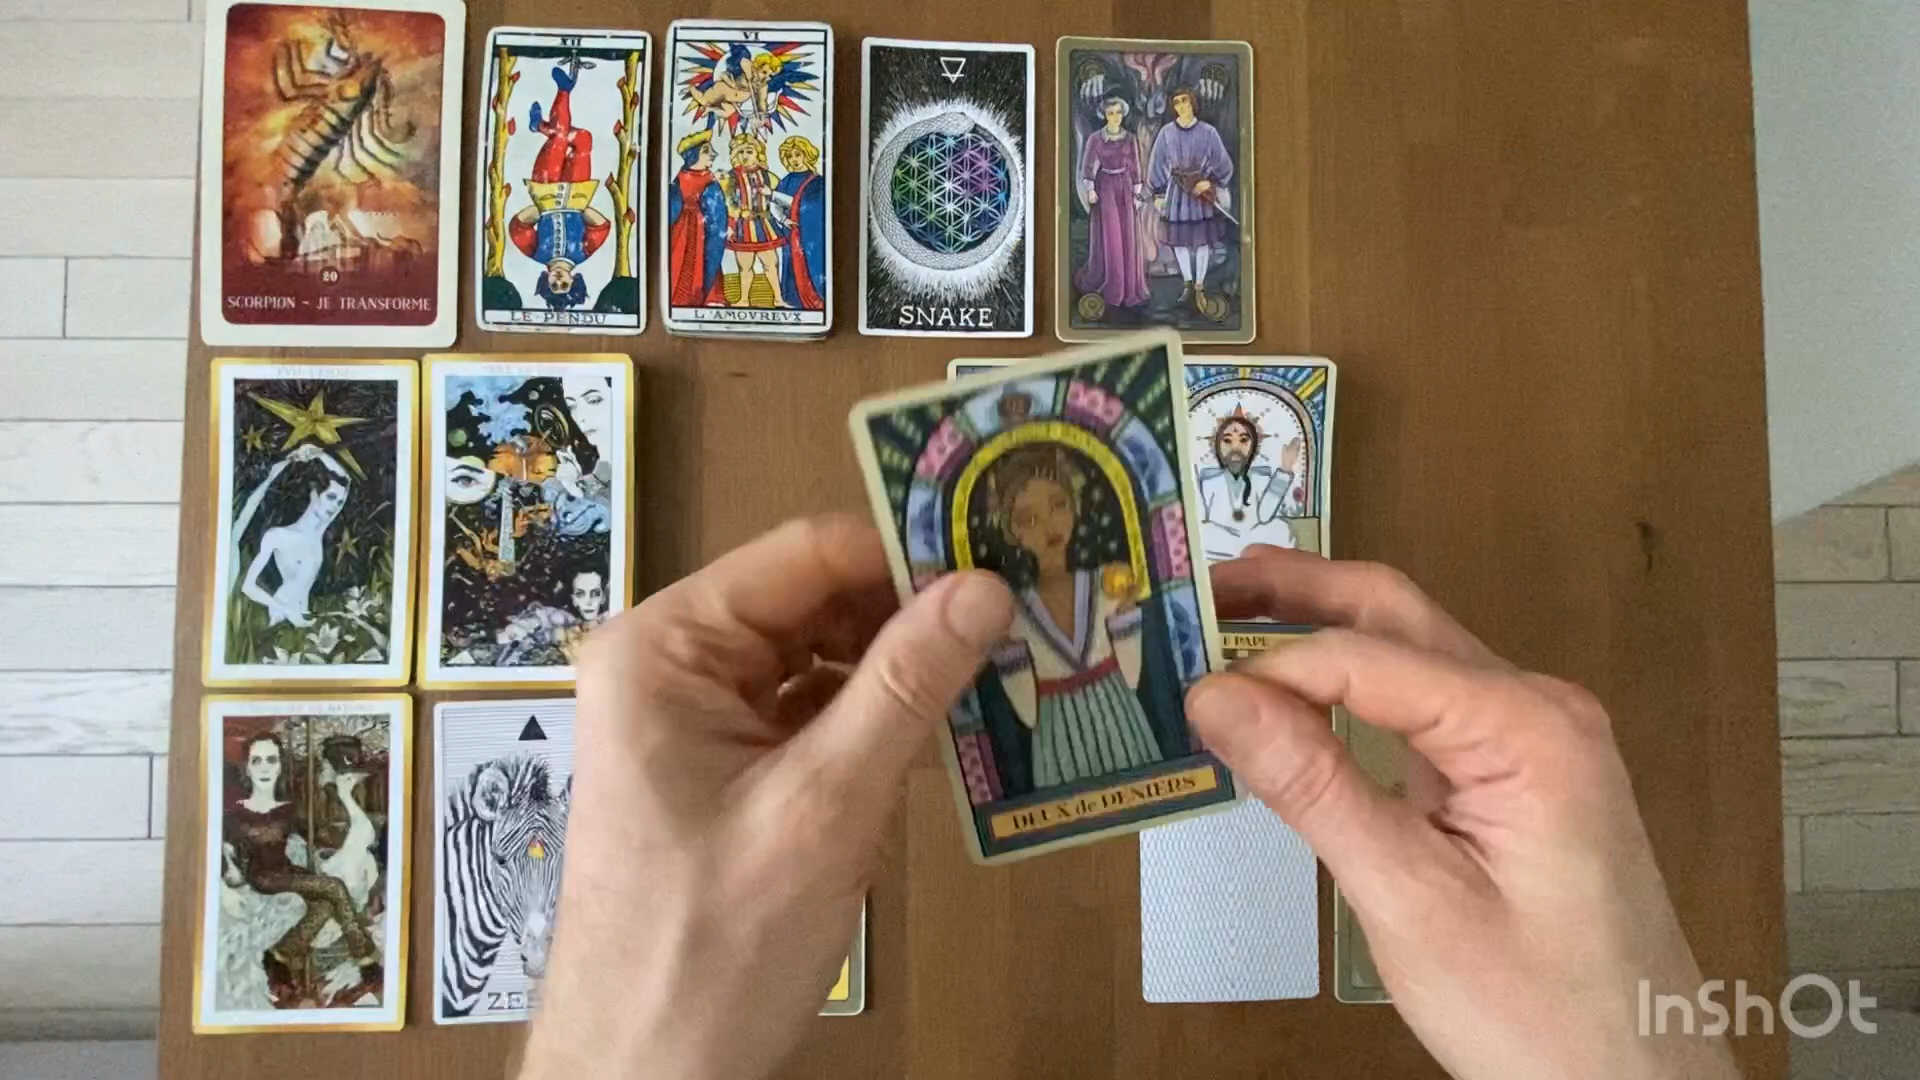 XII
VI
20
SCORPION - JE TRANSFORME
LE PENDU
L'AMOVREVX
SNAKE
DEUX de DENIERS
InShOt